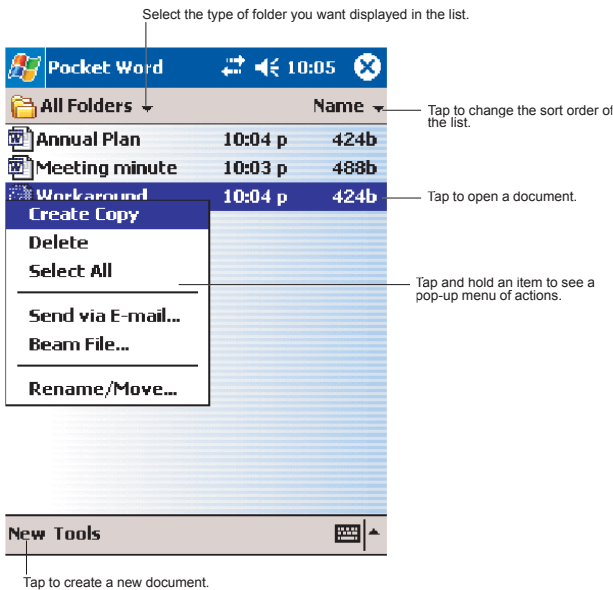 Select the type of folder you want displayed in the list.
Pocket Word 10:05
All Folders Name
Tap to change the sort order of
the list.
Annual Plan 10:04 p 424b
Meeting minute 10:03 p 488b
Workaround 10:04 p 424b
Tap to open a document.
Create Copy
Delete
Select All
Tap and hold an item to see a
pop-up menu of actions.
Send via E-mail...
Beam File...
Rename/Move...
New Tools
Tap to create a new document.